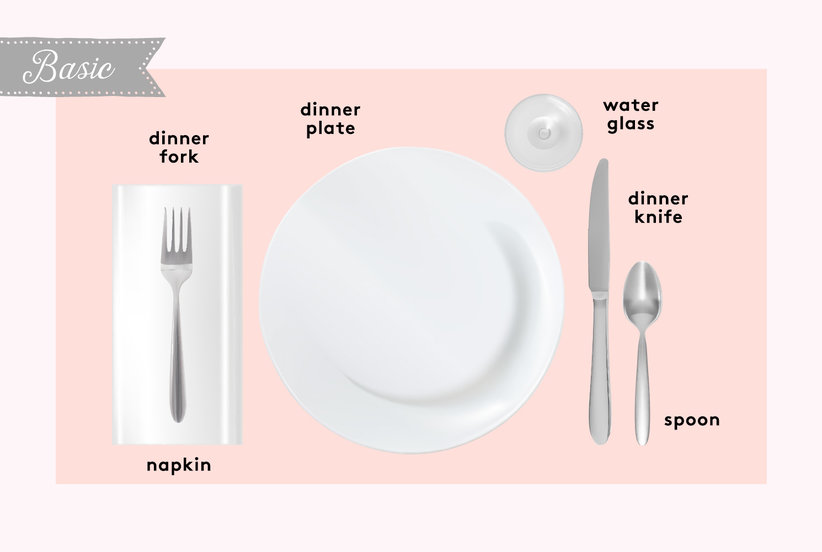 Basic
dinner
fork
dinner
plate
water
glass
dinner
knife
spoon
napkin